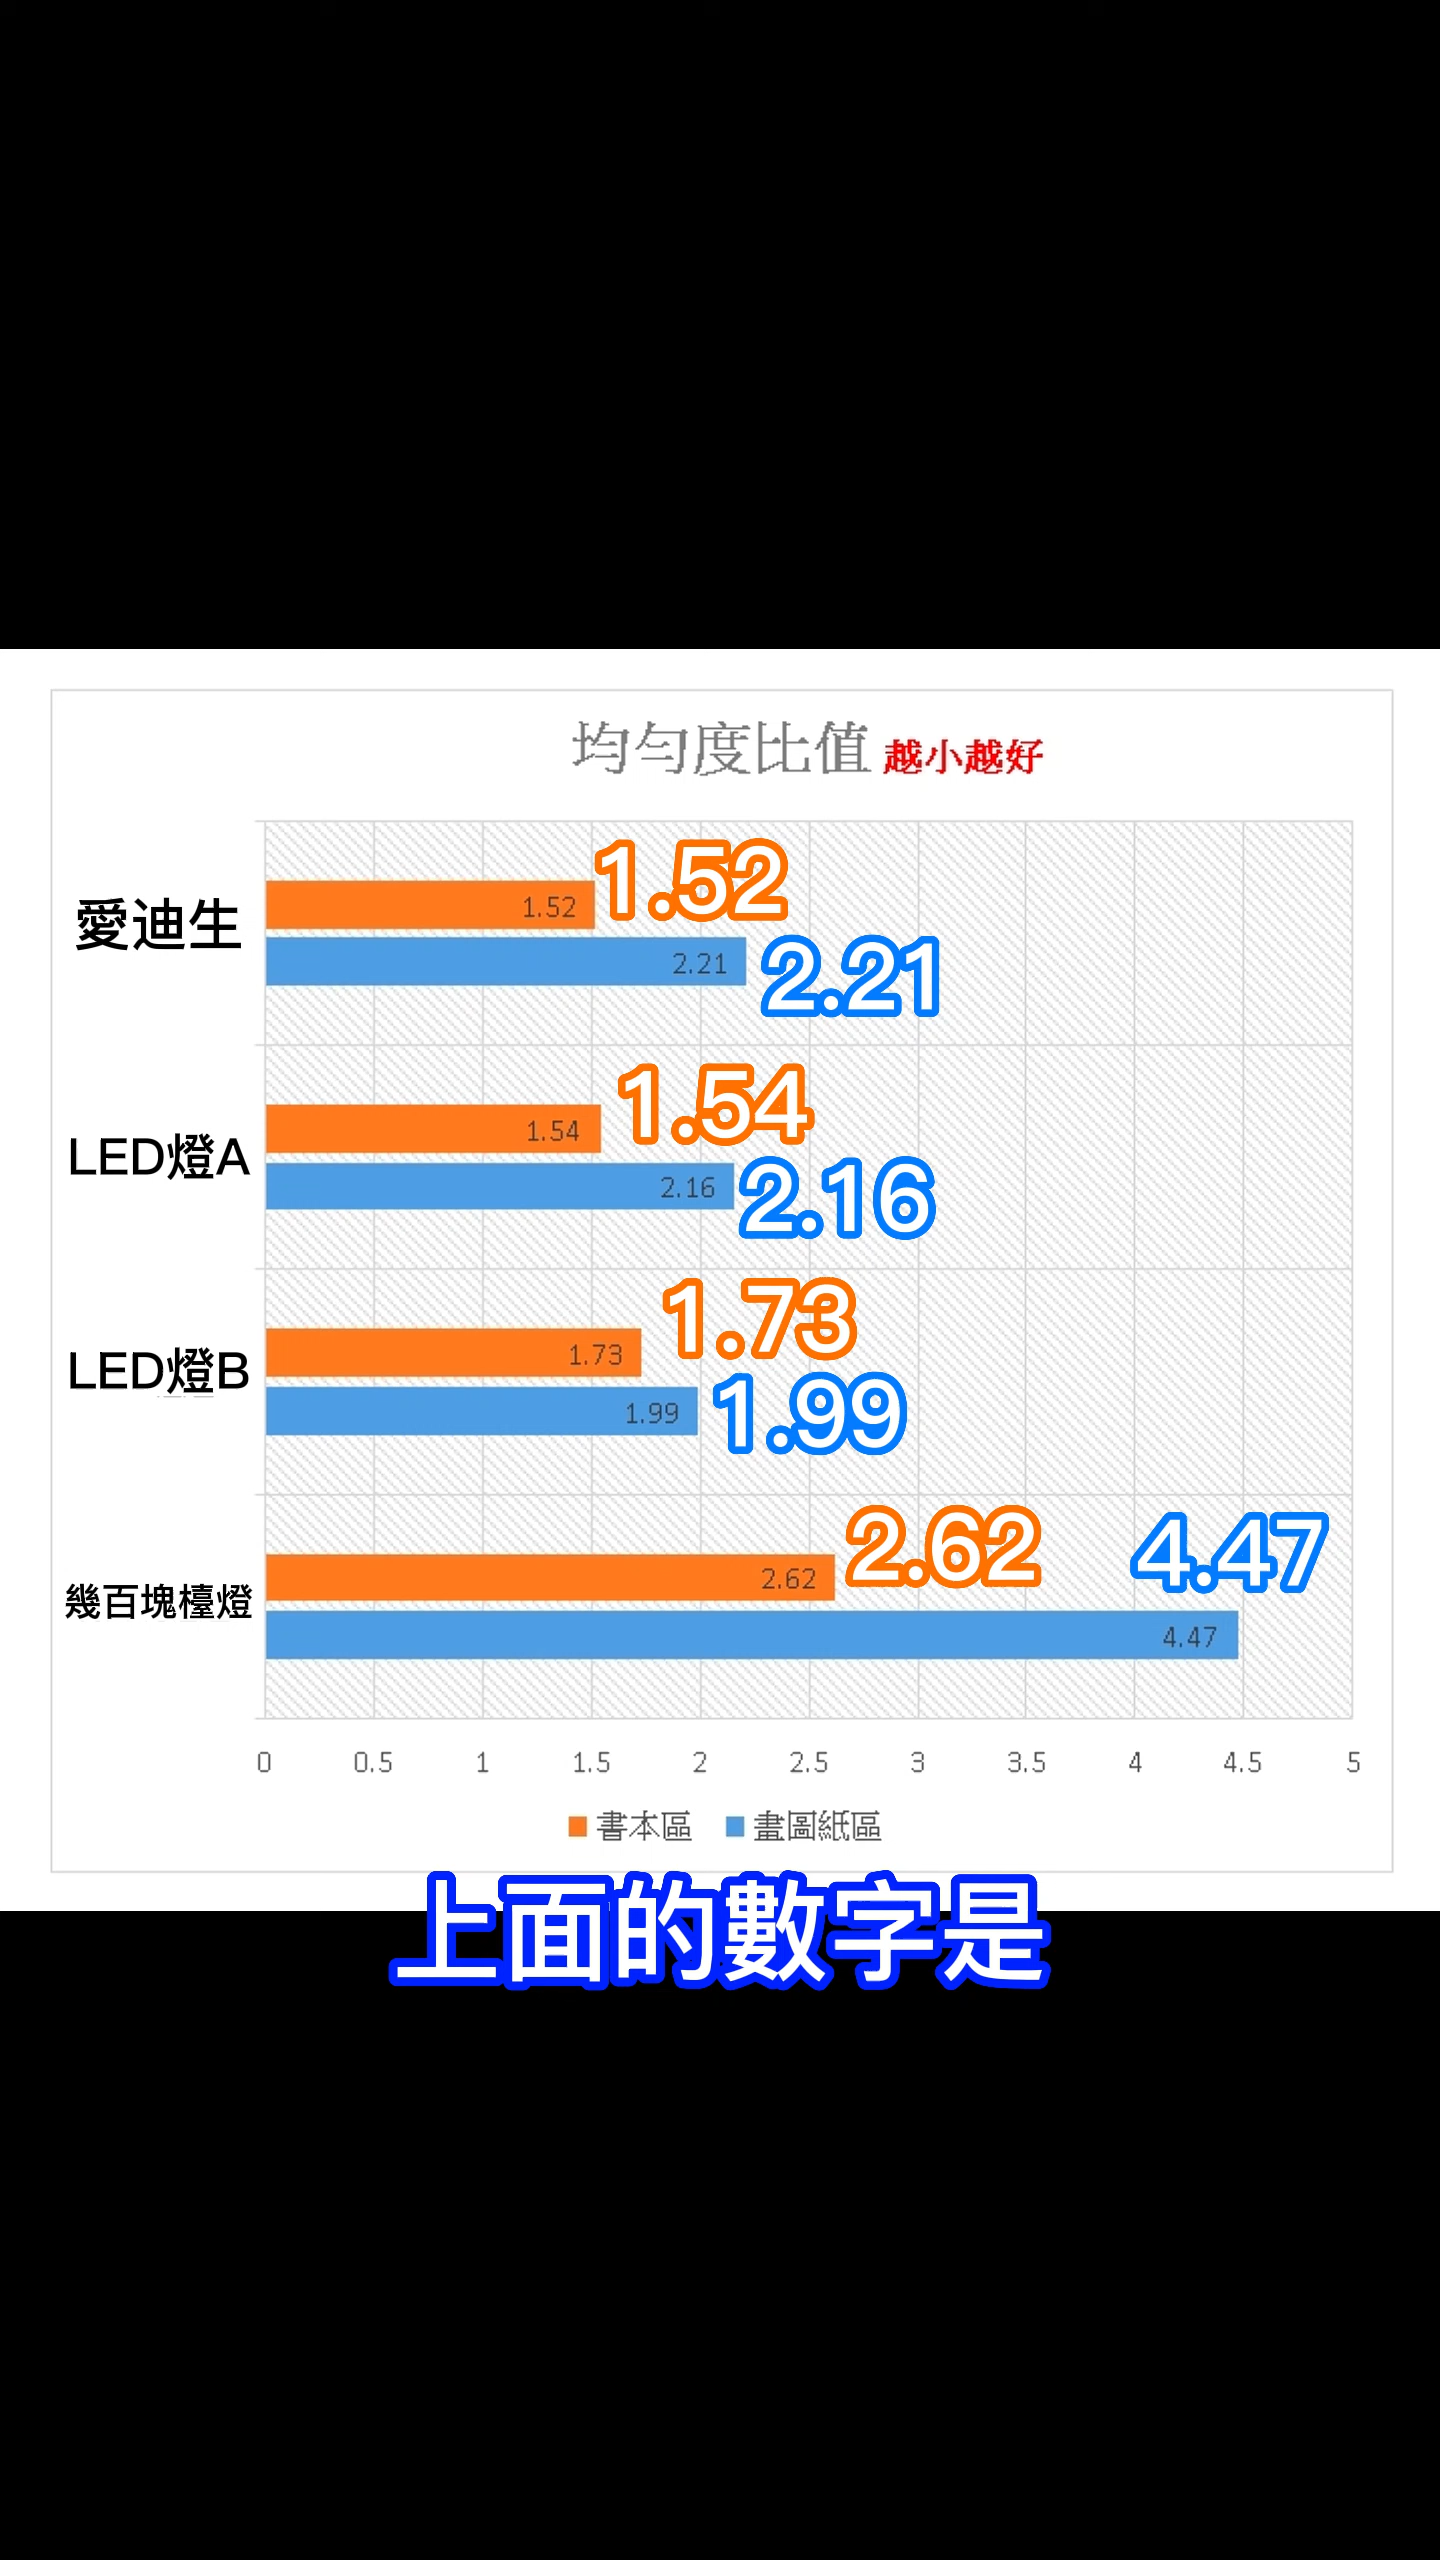 均勻度比值 越小越好
愛迪生
1.52 1.52
2.21 2.21
LED燈A
1.54 1.54
2.16 2.16
LED燈B
1.73 1.73
1.99 1.99
幾百塊檯燈
2.62 2.62
4.47 4.47
0 0.5 1 1.5 2 2.5 3 3.5 4 4.5 5
書本區 畫圖紙區
上面的數字是